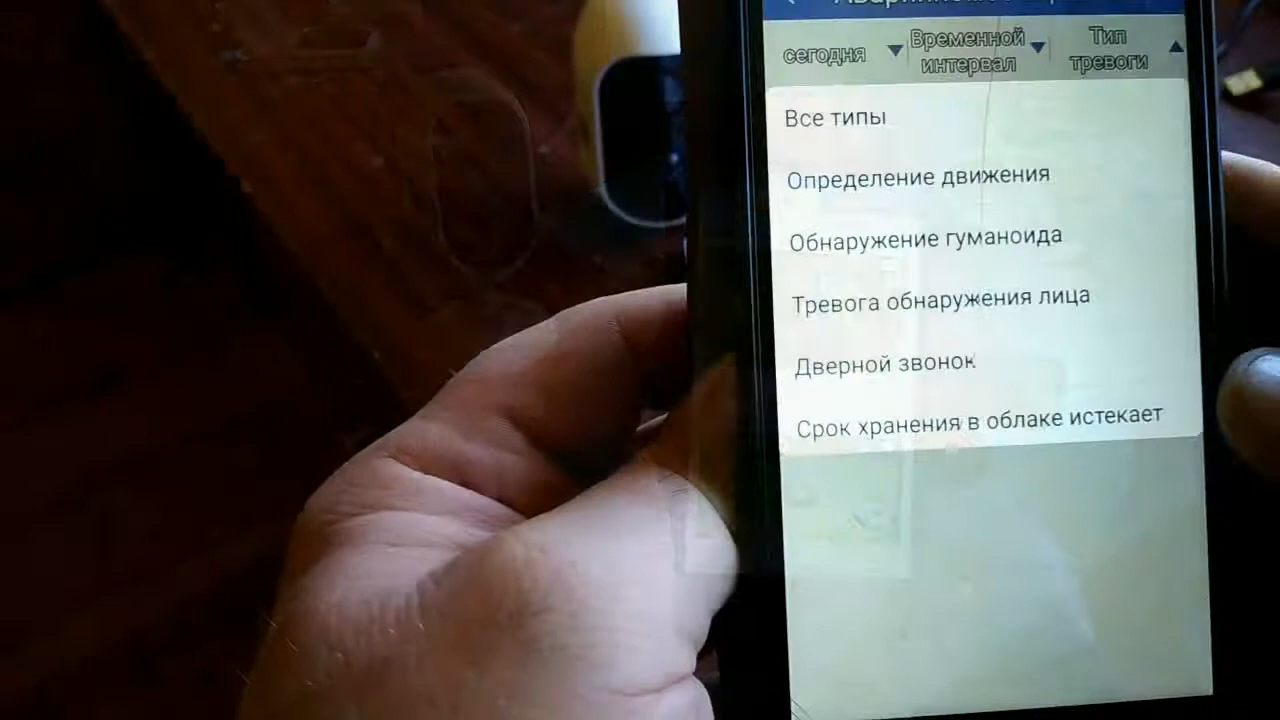 сегодня
Временной
интервал
Тип
тревоги
Все типы
Определение движения
Обнаружение гуманоида
Тревога обнаружения лица
Дверной звонок
Срок хранения в облаке истекает